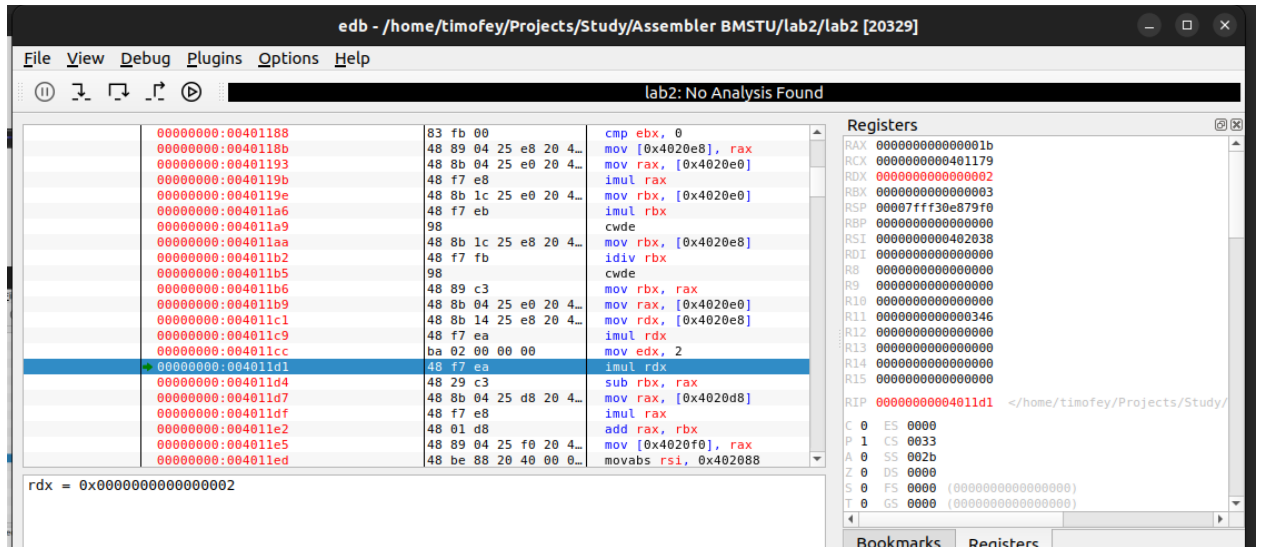 edb - /home/timofey/Projects/Study/Assembler BMSTU/lab2/lab2 [20329]
File View Debug Plugins Options Help
lab2: No Analysis Found
00000000:00401188 83 fb 00 cmp ebx, 0
00000000:0040118b 48 89 04 25 e8 20 4… mov [0x4020e8], rax
00000000:00401193 48 8b 04 25 e0 20 4… mov rax, [0x4020e0]
00000000:0040119b 48 f7 e8 imul rax
00000000:0040119e 48 8b 1c 25 e0 20 4… mov rbx, [0x4020e0]
00000000:004011a6 48 f7 eb imul rbx
00000000:004011a9 98 cwde
00000000:004011aa 48 8b 1c 25 e8 20 4… mov rbx, [0x4020e8]
00000000:004011b2 48 f7 fb idiv rbx
00000000:004011b5 98 cwde
00000000:004011b6 48 89 c3 mov rbx, rax
00000000:004011b9 48 8b 04 25 e0 20 4… mov rax, [0x4020e0]
00000000:004011c1 48 8b 14 25 e8 20 4… mov rdx, [0x4020e8]
00000000:004011c9 48 f7 ea imul rdx
00000000:004011cc ba 02 00 00 00 mov edx, 2
00000000:004011d1 48 f7 ea imul rdx
00000000:004011d4 48 29 c3 sub rbx, rax
00000000:004011d7 48 8b 04 25 d8 20 4… mov rax, [0x4020d8]
00000000:004011df 48 f7 e8 imul rax
00000000:004011e2 48 01 d8 add rax, rbx
00000000:004011e5 48 89 04 25 f0 20 4… mov [0x4020f0], rax
00000000:004011ed 48 be 88 20 40 00 0… movabs rsi, 0x402088
rdx = 0x0000000000000002
Registers
RAX 000000000000001b
RCX 0000000000401179
RDX 0000000000000002
RBX 0000000000000003
RSP 00007fff30e879f0
RBP 0000000000000000
RSI 0000000000402038
RDI 0000000000000000
R8 0000000000000000
R9 0000000000000000
R10 0000000000000000
R11 0000000000000346
R12 0000000000000000
R13 0000000000000000
R14 0000000000000000
R15 0000000000000000
RIP 00000000004011d1 </home/timofey/Projects/Study/
C 0 ES 0000
P 1 CS 0033
A 0 SS 002b
Z 0 DS 0000
S 0 FS 0000 (0000000000000000)
T 0 GS 0000 (0000000000000000)
Bookmarks Registers